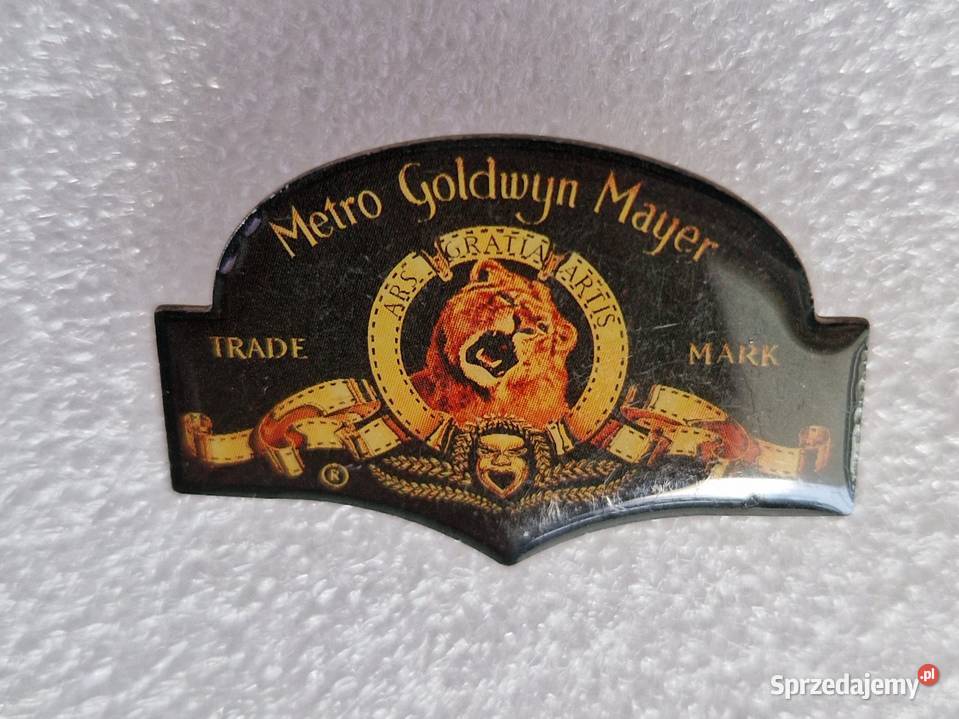 Metro Goldwyn Mayer
ARS GRATIA ARTIS
TRADE MARK
®
Sprzedajemy.pl